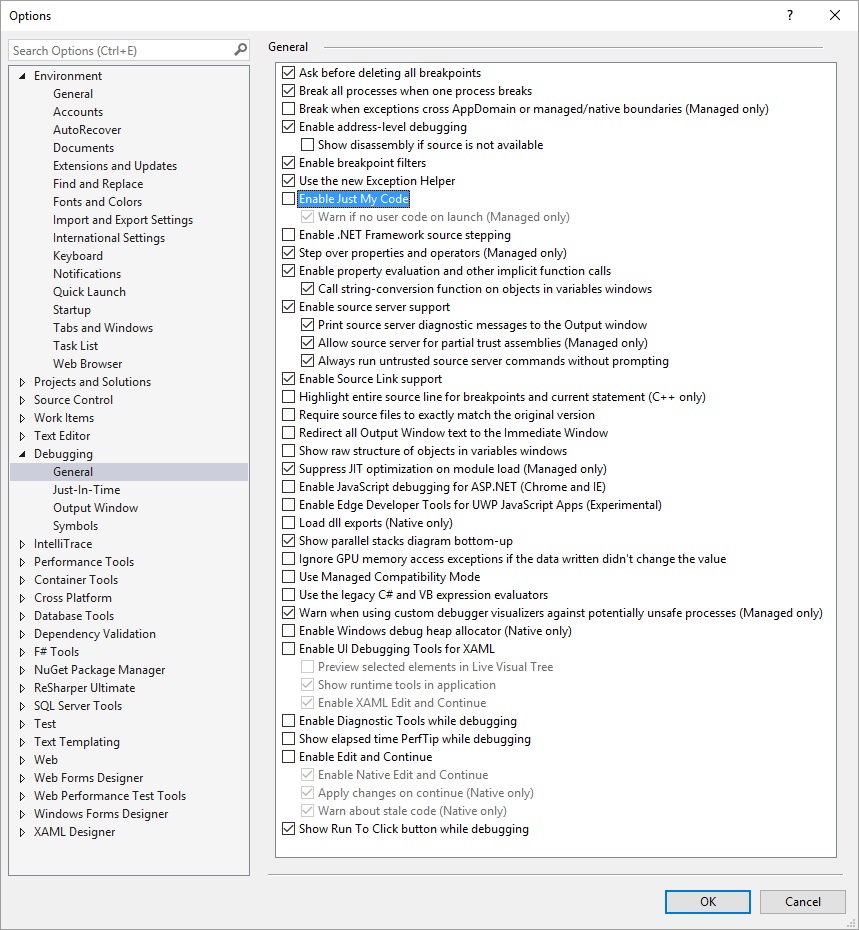 Options
?
Search Options (Ctrl+E)
Environment
General
Accounts
AutoRecover
Documents
Extensions and Updates
Find and Replace
Fonts and Colors
Import and Export Settings
International Settings
Keyboard
Notifications
Quick Launch
Startup
Tabs and Windows
Task List
Web Browser
Projects and Solutions
Source Control
Work Items
Text Editor
Debugging
General
Just-In-Time
Output Window
Symbols
IntelliTrace
Performance Tools
Container Tools
Cross Platform
Database Tools
Dependency Validation
F# Tools
NuGet Package Manager
ReSharper Ultimate
SQL Server Tools
Test
Text Templating
Web
Web Forms Designer
Web Performance Test Tools
Windows Forms Designer
XAML Designer
General
Ask before deleting all breakpoints
Break all processes when one process breaks
Break when exceptions cross AppDomain or managed/native boundaries (Managed only)
Enable address-level debugging
Show disassembly if source is not available
Enable breakpoint filters
Use the new Exception Helper
Enable Just My Code
Warn if no user code on launch (Managed only)
Enable .NET Framework source stepping
Step over properties and operators (Managed only)
Enable property evaluation and other implicit function calls
Call string-conversion function on objects in variables windows
Enable source server support
Print source server diagnostic messages to the Output window
Allow source server for partial trust assemblies (Managed only)
Always run untrusted source server commands without prompting
Enable Source Link support
Highlight entire source line for breakpoints and current statement (C++ only)
Require source files to exactly match the original version
Redirect all Output Window text to the Immediate Window
Show raw structure of objects in variables windows
Suppress JIT optimization on module load (Managed only)
Enable JavaScript debugging for ASP.NET (Chrome and IE)
Enable Edge Developer Tools for UWP JavaScript Apps (Experimental)
Load dll exports (Native only)
Show parallel stacks diagram bottom-up
Ignore GPU memory access exceptions if the data written didn't change the value
Use Managed Compatibility Mode
Use the legacy C# and VB expression evaluators
Warn when using custom debugger visualizers against potentially unsafe processes (Managed only)
Enable Windows debug heap allocator (Native only)
Enable UI Debugging Tools for XAML
Preview selected elements in Live Visual Tree
Show runtime tools in application
Enable XAML Edit and Continue
Enable Diagnostic Tools while debugging
Show elapsed time PerfTip while debugging
Enable Edit and Continue
Enable Native Edit and Continue
Apply changes on continue (Native only)
Warn about stale code (Native only)
Show Run To Click button while debugging
OK
Cancel